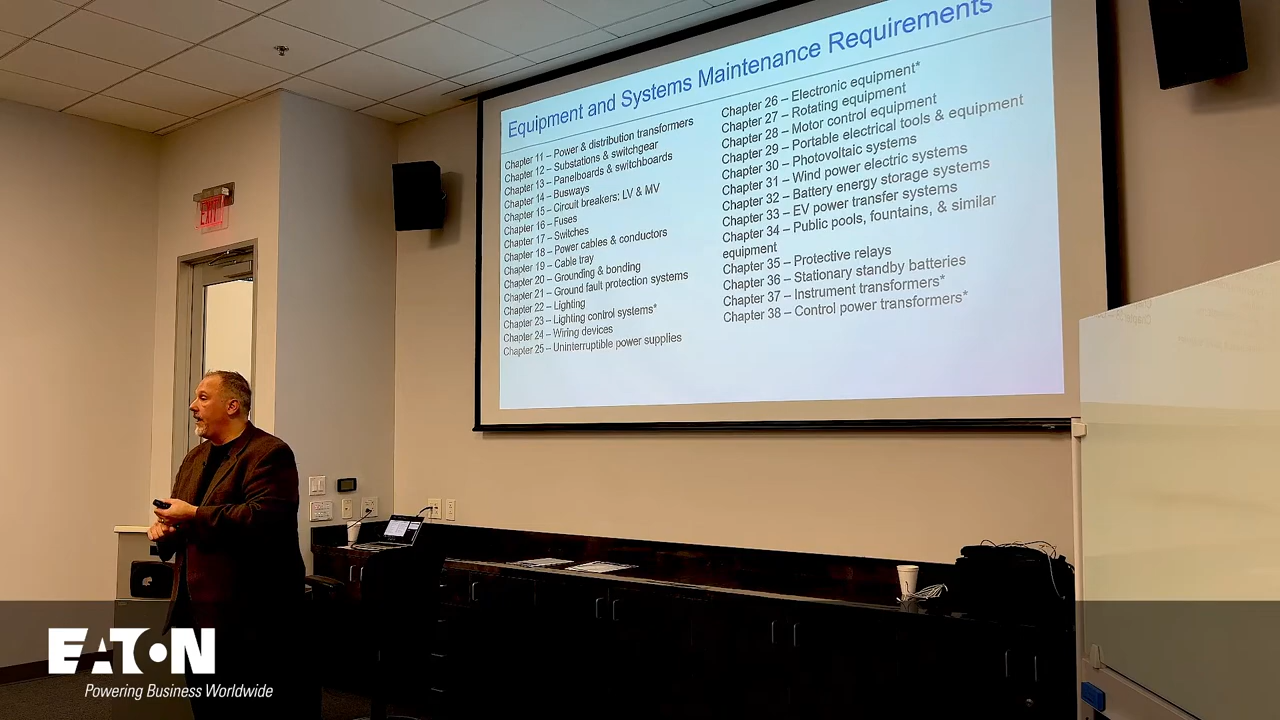 Equipment and Systems Maintenance Requirements
Chapter 11 – Power & distribution transformers
Chapter 12 – Substations & switchgear
Chapter 13 – Panelboards & switchboards
Chapter 14 – Busways
Chapter 15 – Circuit breakers; LV & MV
Chapter 16 – Fuses
Chapter 17 – Switches
Chapter 18 – Power cables & conductors
Chapter 19 – Cable tray
Chapter 20 – Grounding & bonding
Chapter 21 – Ground fault protection systems
Chapter 22 – Lighting
Chapter 23 – Lighting control systems*
Chapter 24 – Wiring devices
Chapter 25 – Uninterruptible power supplies
Chapter 26 – Electronic equipment*
Chapter 27 – Rotating equipment
Chapter 28 – Motor control equipment
Chapter 29 – Portable electrical tools & equipment
Chapter 30 – Photovoltaic systems
Chapter 31 – Wind power electric systems
Chapter 32 – Battery energy storage systems
Chapter 33 – EV power transfer systems
Chapter 34 – Public pools, fountains, & similar
equipment
Chapter 35 – Protective relays
Chapter 36 – Stationary standby batteries
Chapter 37 – Instrument transformers*
Chapter 38 – Control power transformers*
EXIT
EATON
Powering Business Worldwide